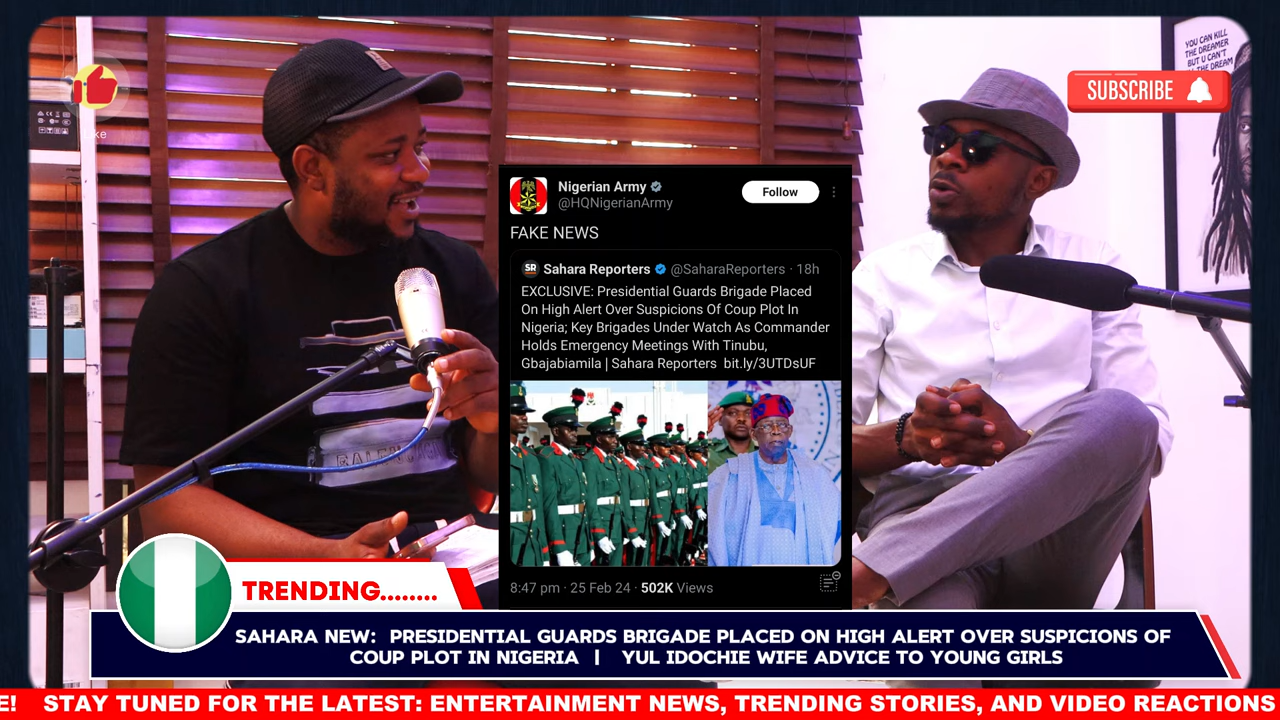 YOU CAN KILL
THE DREAMER
BUT U CAN'T
SUBSCRIBE
Nigerian Army
Follow
@HQNigerianArmy
FAKE NEWS
SR
Sahara Reporters @SaharaReporters · 18h
EXCLUSIVE: Presidential Guards Brigade Placed
On High Alert Over Suspicions Of Coup Plot In
Nigeria; Key Brigades Under Watch As Commander
Holds Emergency Meetings With Tinubu,
Gbajabiamila | Sahara Reporters bit.ly/3UTDsUF
8:47 pm · 25 Feb 24 · 502K Views
TRENDING........
SAHARA NEW: PRESIDENTIAL GUARDS BRIGADE PLACED ON HIGH ALERT OVER SUSPICIONS OF
COUP PLOT IN NIGERIA | YUL IDOCHIE WIFE ADVICE TO YOUNG GIRLS
E! STAY TUNED FOR THE LATEST: ENTERTAINMENT NEWS, TRENDING STORIES, AND VIDEO REACTIONS